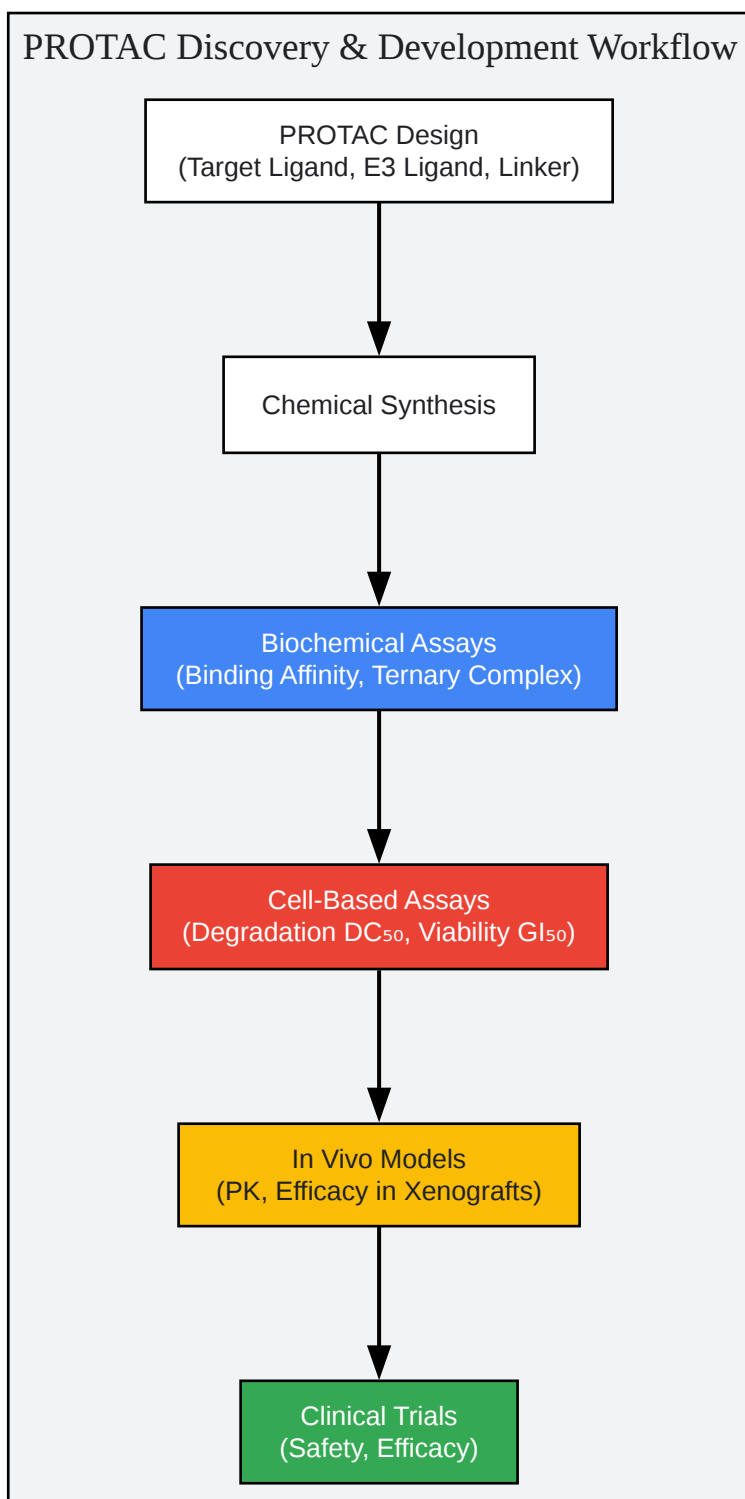 PROTAC Discovery & Development Workflow
PROTAC Design
(Target Ligand, E3 Ligand, Linker)
Chemical Synthesis
Biochemical Assays
(Binding Affinity, Ternary Complex)
Cell-Based Assays
(Degradation DC₅₀, Viability GI₅₀)
In Vivo Models
(PK, Efficacy in Xenografts)
Clinical Trials
(Safety, Efficacy)